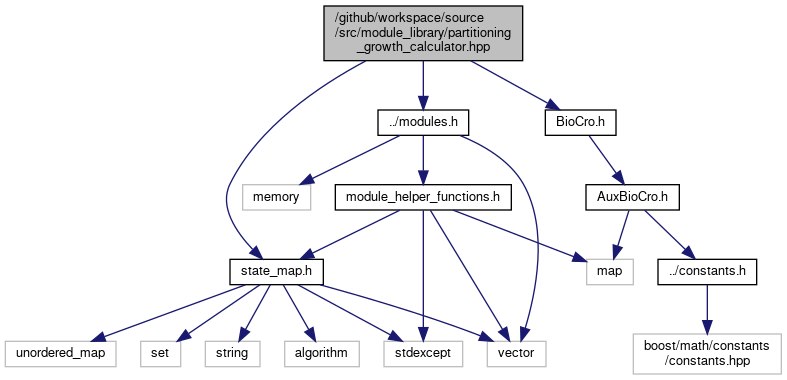 /github/workspace/source
/src/module_library/partitioning
_growth_calculator.hpp
../modules.h
BioCro.h
memory
module_helper_functions.h
AuxBioCro.h
state_map.h
map
../constants.h
unordered_map
set
string
algorithm
stdexcept
vector
boost/math/constants
/constants.hpp